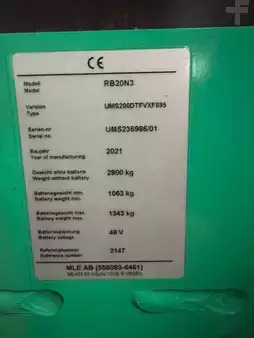 CE
Modell RB20N3
Model
Version UMS200DTFVXF895
Type
Serien-nr UMS236986/01
Serial no
Baujahr 2021
Year of manufacturing
Gewicht ohne batterie 2800 kg
Weight without battery
Batteriegewicht min 1063 kg
Battery weight min.
Batteriegewicht max. 1343 kg
Battery weight max.
Batteriespannung 48 V
Battery voltage
Referenznummer 2147
Reference number
MLE AB (556083-6461)